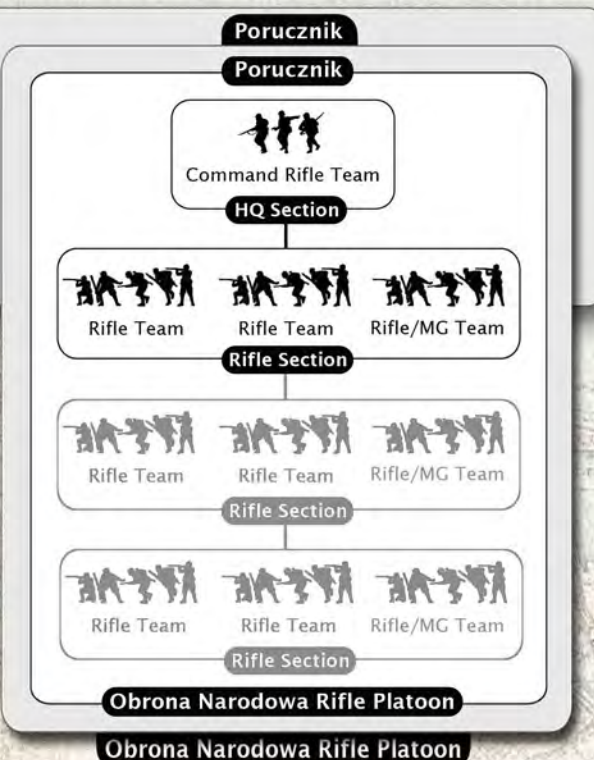 Porucznik
Porucznik
Command Rifle Team
HQ Section
Rifle Team Rifle Team Rifle/MG Team
Rifle Section
Rifle Team Rifle Team Rifle/MG Team
Rifle Section
Rifle Team Rifle Team Rifle/MG Team
Rifle Section
Obrona Narodowa Rifle Platoon
Obrona Narodowa Rifle Platoon